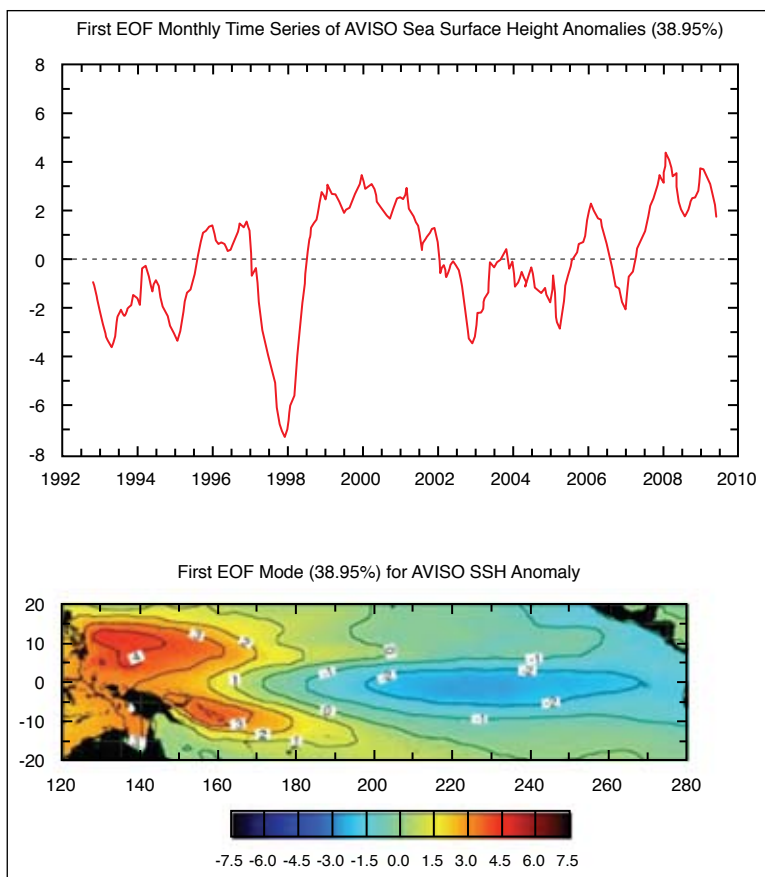 First EOF Monthly Time Series of AVISO Sea Surface Height Anomalies (38.95%)
8
6
4
2
0
-2
-4
-6
-8
1992 1994 1996 1998 2000 2002 2004 2006 2008 2010
First EOF Mode (38.95%) for AVISO SSH Anomaly
20
10
0
-10
-20
120 140 160 180 200 220 240 260 280
-7.5 -6.0 -4.5 -3.0 -1.5 0.0 1.5 3.0 4.5 6.0 7.5